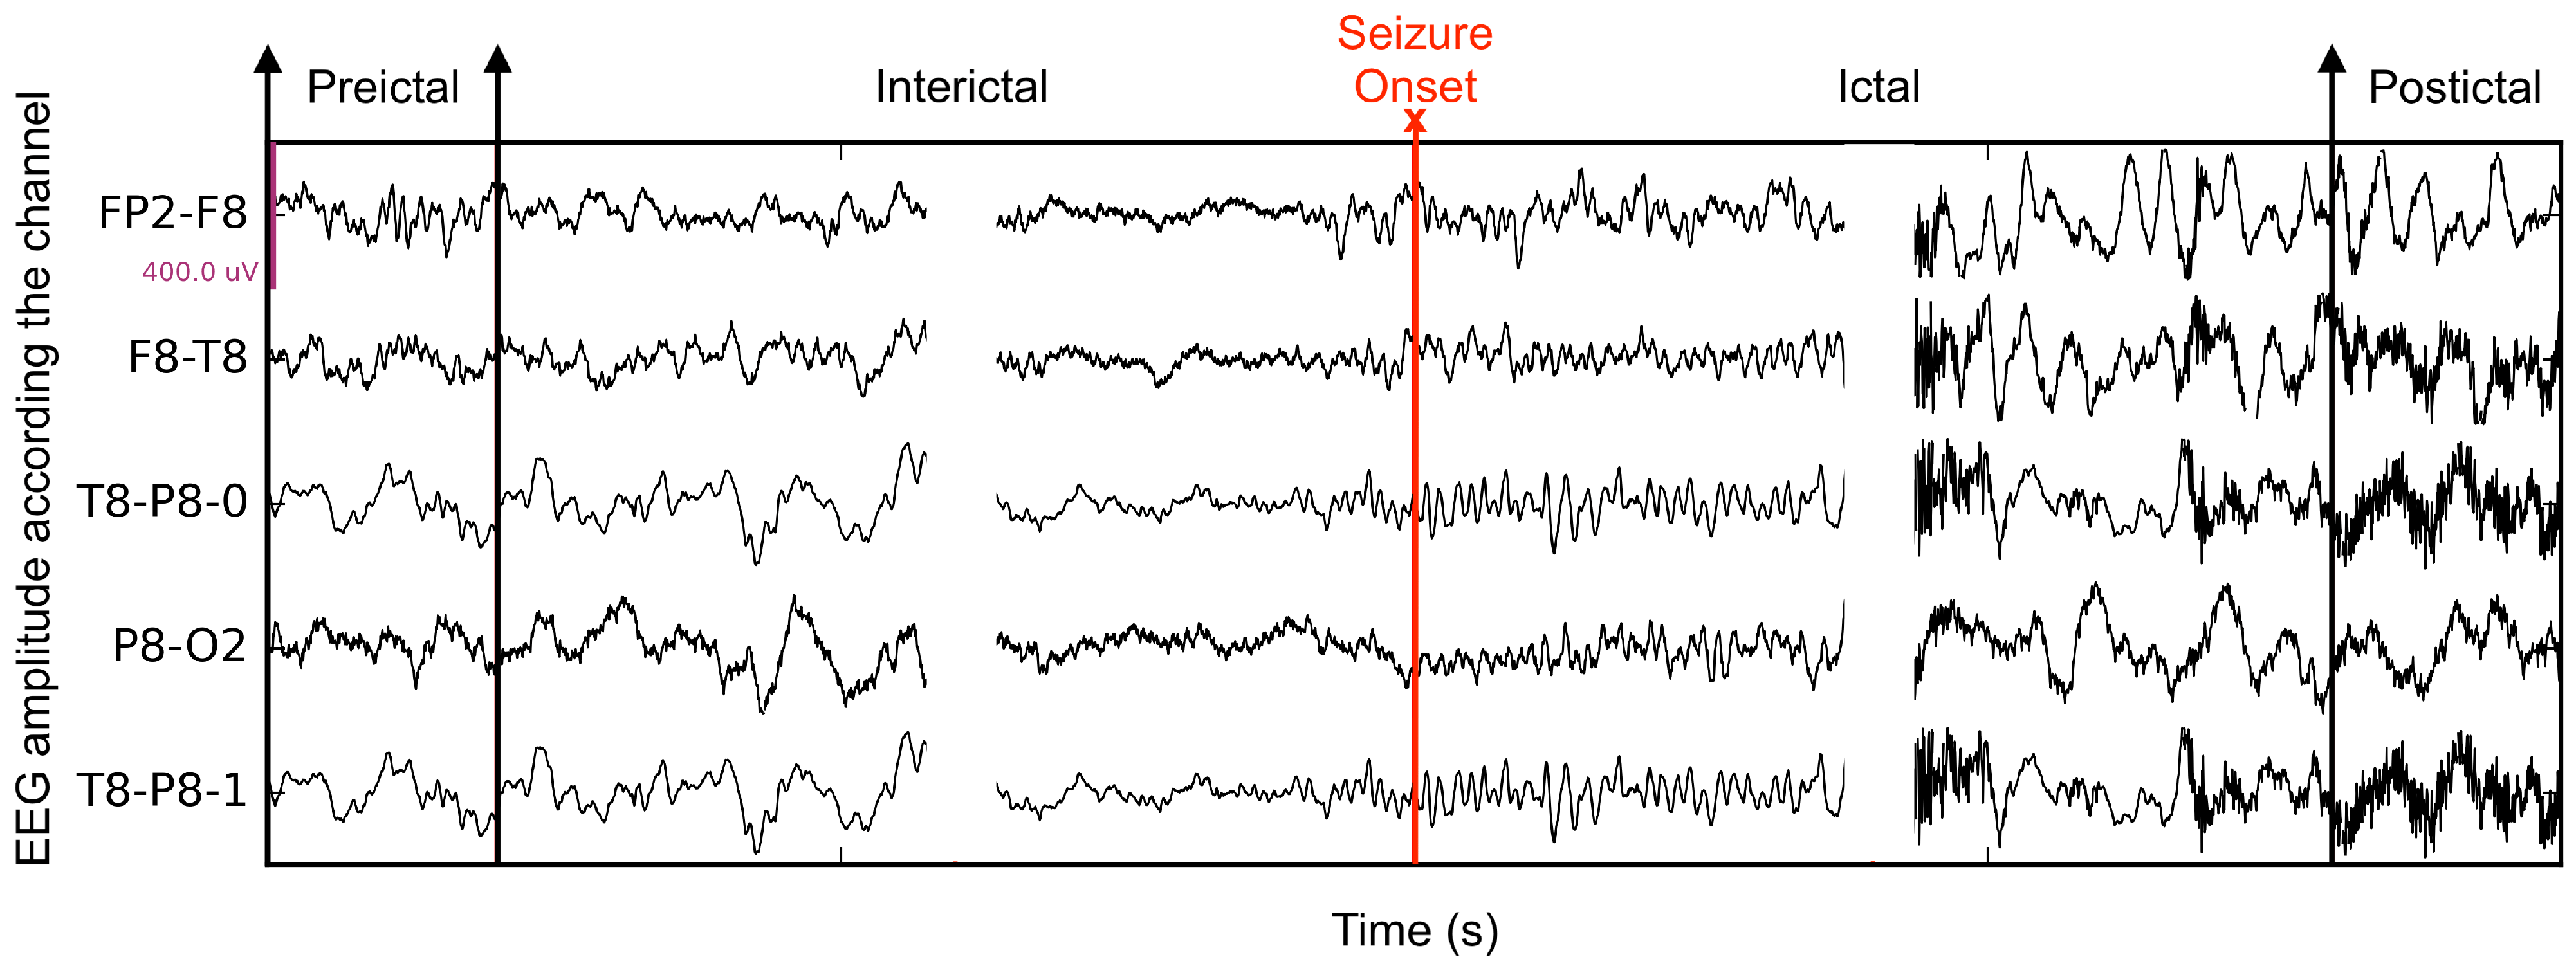 Seizure
Preictal
Interictal
Onset
Ictal
Postictal
x
EEG amplitude according the channel
FP2-F8
400.0 uV
F8-T8
T8-P8-0
P8-O2
T8-P8-1
Time (s)